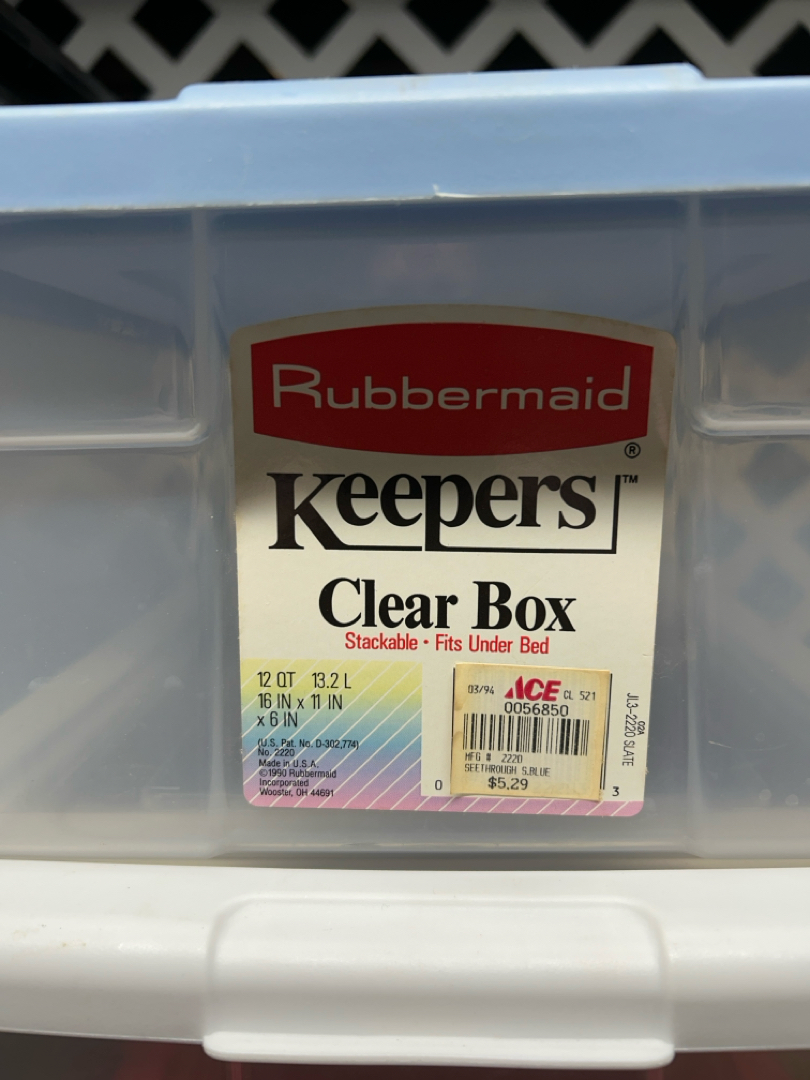 Rubbermaid
®
Keepers™
Clear Box
Stackable • Fits Under Bed
12 QT 13.2 L
16 IN x 11 IN
x 6 IN
(U.S. Pat. No. D-302,774)
No. 2220
Made in U.S.A.
©1990 Rubbermaid
Incorporated
Wooster, OH 44691
03/94 ACE CL 521
0056850
MFG # 2220
SEETHROUGH S.BLUE
$5.29
0
3
02A
JL3-2220 SLATE